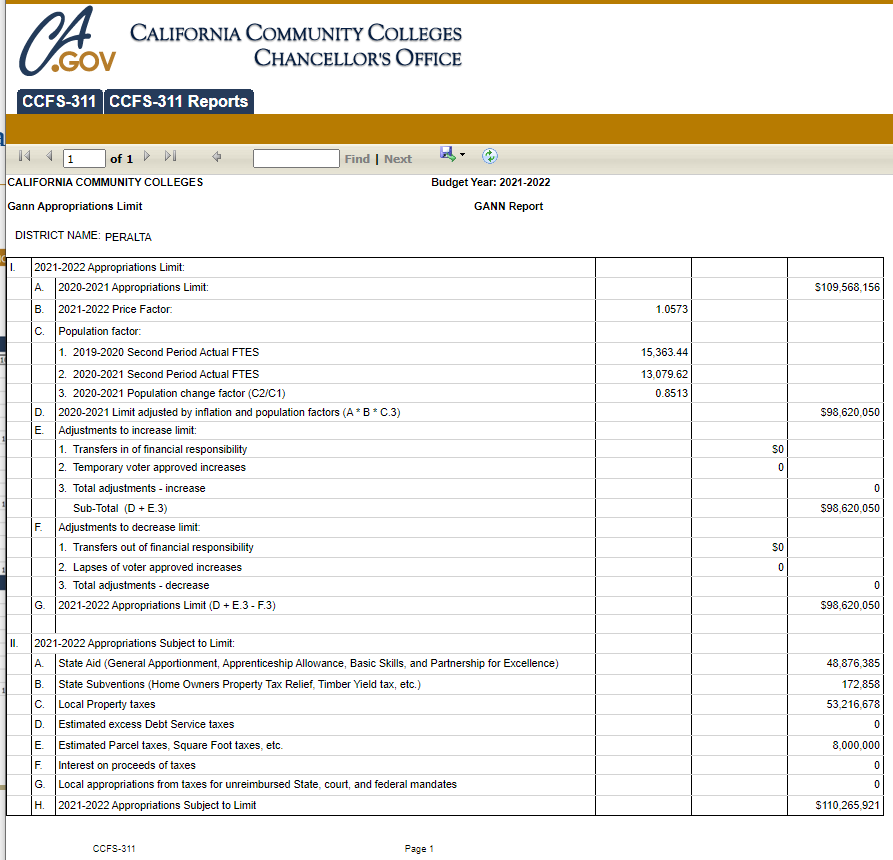 CA
.GOV
CALIFORNIA COMMUNITY COLLEGES
CHANCELLOR'S OFFICE
CCFS-311 CCFS-311 Reports
1 of 1 Find | Next
CALIFORNIA COMMUNITY COLLEGES Budget Year: 2021-2022
Gann Appropriations Limit GANN Report
DISTRICT NAME: PERALTA
I. 2021-2022 Appropriations Limit:
A. 2020-2021 Appropriations Limit: $109,568,156
B. 2021-2022 Price Factor: 1.0573
C. Population factor:
1. 2019-2020 Second Period Actual FTES 15,363.44
2. 2020-2021 Second Period Actual FTES 13,079.62
3. 2020-2021 Population change factor (C2/C1) 0.8513
D. 2020-2021 Limit adjusted by inflation and population factors (A * B * C.3) $98,620,050
E. Adjustments to increase limit:
1. Transfers in of financial responsibility $0
2. Temporary voter approved increases 0
3. Total adjustments - increase 0
Sub-Total (D + E.3) $98,620,050
F. Adjustments to decrease limit:
1. Transfers out of financial responsibility $0
2. Lapses of voter approved increases 0
3. Total adjustments - decrease 0
G. 2021-2022 Appropriations Limit (D + E.3 - F.3) $98,620,050
II. 2021-2022 Appropriations Subject to Limit:
A. State Aid (General Apportionment, Apprenticeship Allowance, Basic Skills, and Partnership for Excellence) 48,876,385
B. State Subventions (Home Owners Property Tax Relief, Timber Yield tax, etc.) 172,858
C. Local Property taxes 53,216,678
D. Estimated excess Debt Service taxes 0
E. Estimated Parcel taxes, Square Foot taxes, etc. 8,000,000
F. Interest on proceeds of taxes 0
G. Local appropriations from taxes for unreimbursed State, court, and federal mandates 0
H. 2021-2022 Appropriations Subject to Limit $110,265,921
CCFS-311 Page 1